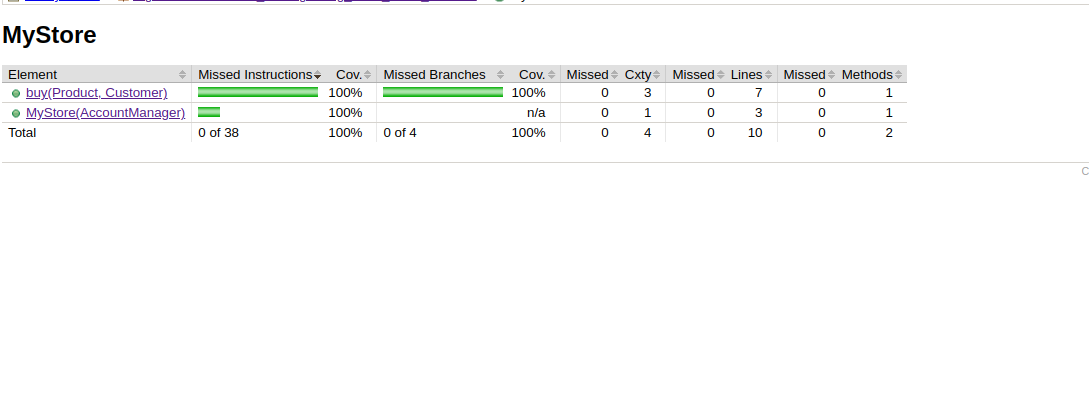 MyStore
Element Missed Instructions Cov. Missed Branches Cov. Missed Cxty Missed Lines Missed Methods
buy(Product, Customer) 100% 100% 0 3 0 7 0 1
MyStore(AccountManager) 100% n/a 0 1 0 3 0 1
Total 0 of 38 100% 0 of 4 100% 0 4 0 10 0 2
C